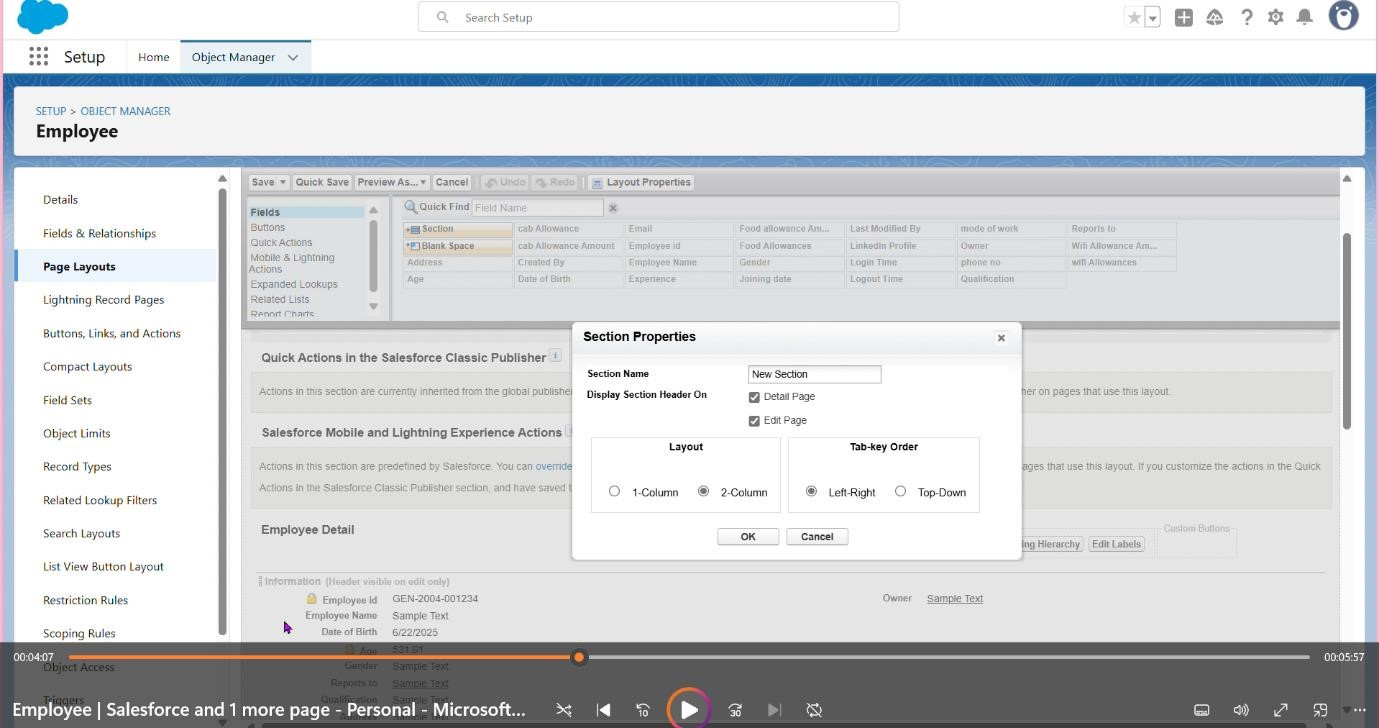 Search Setup
Setup
Home
Object Manager
SETUP > OBJECT MANAGER
Employee
Details
Fields & Relationships
Page Layouts
Lightning Record Pages
Buttons, Links, and Actions
Compact Layouts
Field Sets
Object Limits
Record Types
Related Lookup Filters
Search Layouts
List View Button Layout
Restriction Rules
Scoping Rules
Object Access
Triggers
Save Quick Save Preview As... Cancel Undo Redo Layout Properties
Fields
Buttons
Quick Actions
Mobile & Lightning
Actions
Expanded Lookups
Related Lists
Report Charts
Quick Find Field Name
Section cab Allowance Email Food allowance Am... Last Modified By mode of work Reports to
Blank Space cab Allowance Amount Employee id Food Allowances LinkedIn Profile Owner Wifi Allowance Am...
Address Created By Employee Name Gender Login Time phone no wifi Allowances
Age Date of Birth Experience Joining date Logout Time Qualification
Quick Actions in the Salesforce Classic Publisher
Actions in this section are currently inherited from the global publisher
her on pages that use this layout.
Salesforce Mobile and Lightning Experience Actions
Actions in this section are predefined by Salesforce. You can override
ages that use this layout. If you customize the actions in the Quick
Actions in the Salesforce Classic Publisher section, and have saved t
Employee Detail
Custom Buttons
ing Hierarchy Edit Labels
Information (Header visible on edit only)
Employee id GEN-2004-001234
Owner Sample Text
Employee Name Sample Text
Date of Birth 6/22/2025
Age 531.61
Gender Sample Text
Reports to Sample Text
Qualification Sample Text
Address Sample Text
Section Properties
Section Name New Section
Display Section Header On Detail Page
Edit Page
Layout
1-Column 2-Column
Tab-key Order
Left-Right Top-Down
OK Cancel
00:04:07
00:05:57
Employee | Salesforce and 1 more page - Personal - Microsoft...
10
30